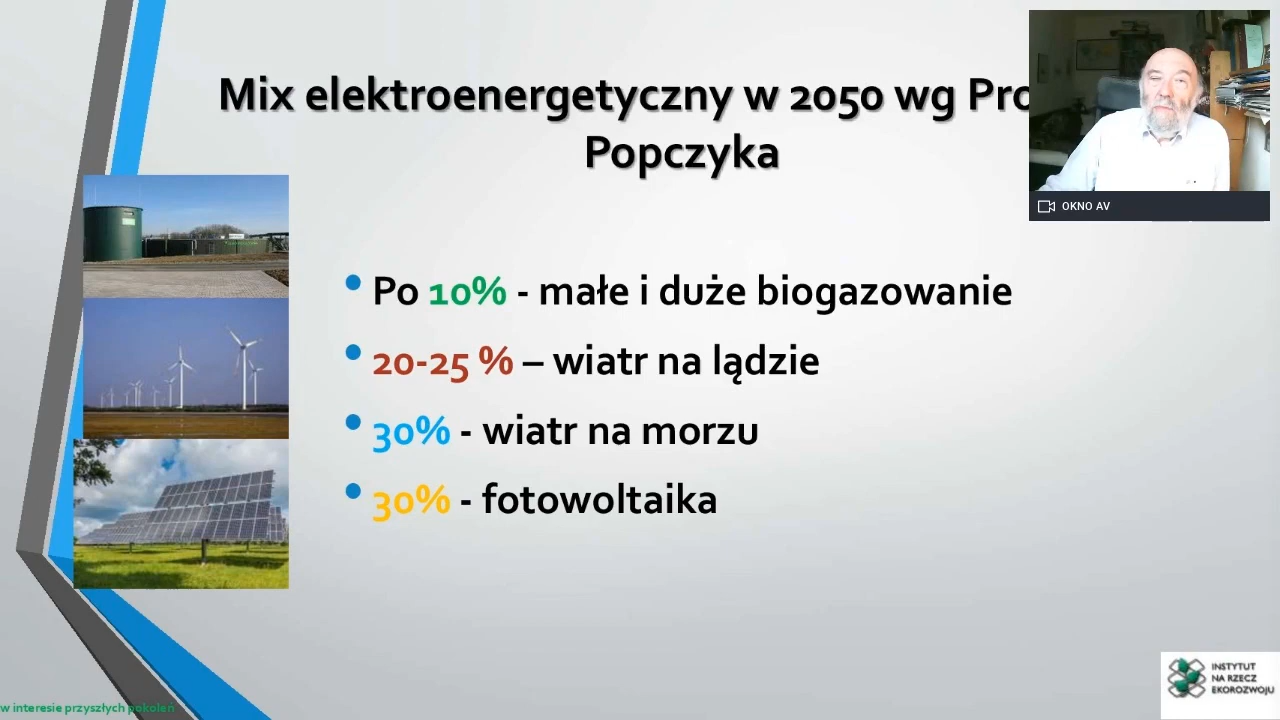 Mix elektroenergetyczny w 2050 wg
Popczyka
OKNO AV
• Po 10% - małe i duże biogazowanie
• 20-25 % – wiatr na lądzie
• 30% - wiatr na morzu
• 30% - fotowoltaika
INSTYTUT
NA RZECZ
EKOROZWOJU
w interesie przyszłych pokoleń